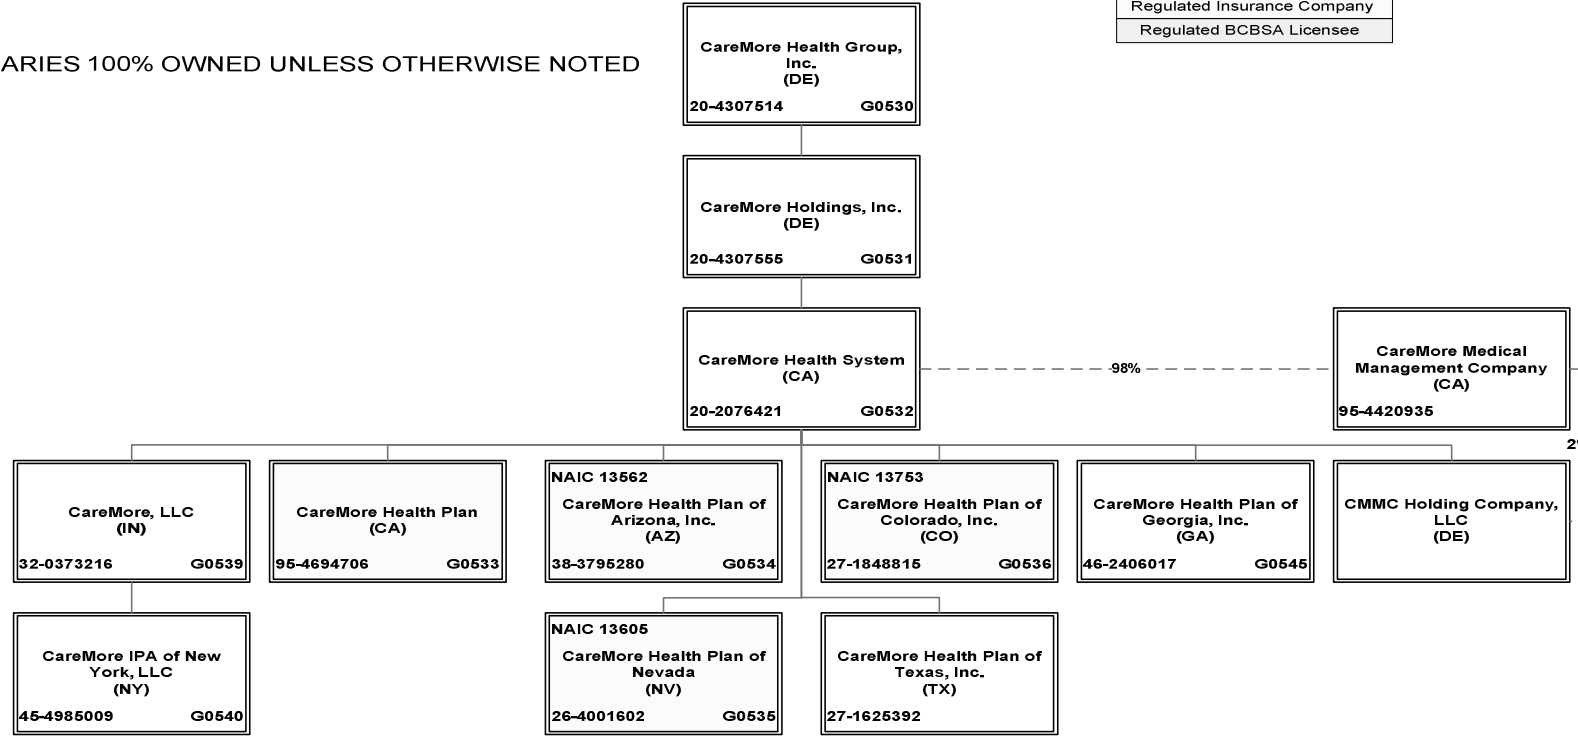 Regulated Insurance Company
Regulated BCBSA Licensee
ARIES 100% OWNED UNLESS OTHERWISE NOTED
CareMore Health Group,
Inc.
(DE)
20-4307514 G0530
CareMore Holdings, Inc.
(DE)
20-4307555 G0531
CareMore Health System
(CA)
20-2076421 G0532
98%
CareMore Medical
Management Company
(CA)
95-4420935
CareMore, LLC
(IN)
32-0373216 G0539
CareMore Health Plan
(CA)
95-4694706 G0533
NAIC 13562
CareMore Health Plan of
Arizona, Inc.
(AZ)
38-3795280 G0534
NAIC 13753
CareMore Health Plan of
Colorado, Inc.
(CO)
27-1848815 G0536
CareMore Health Plan of
Georgia, Inc.
(GA)
46-2406017 G0545
CMMC Holding Company,
LLC
(DE)
CareMore IPA of New
York, LLC
(NY)
45-4985009 G0540
NAIC 13605
CareMore Health Plan of
Nevada
(NV)
26-4001602 G0535
CareMore Health Plan of
Texas, Inc.
(TX)
27-1625392